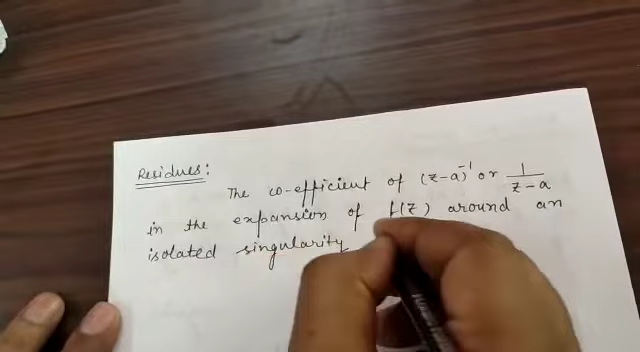 Residues:
The co-efficient of (z-a)⁻¹ or 1/(z-a)
in the expansion of f(z) around an
isolated singularity